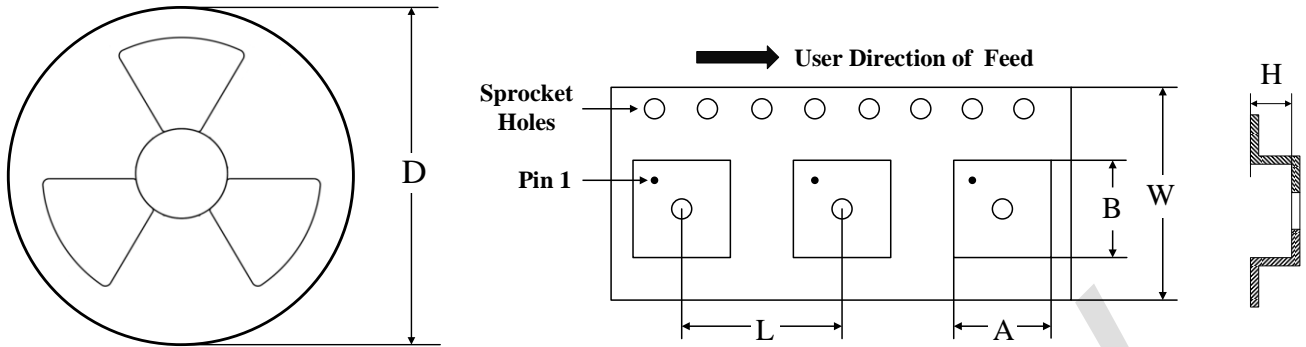 D
User Direction of Feed
Sprocket
Holes
Pin 1
L
A
B
W
H